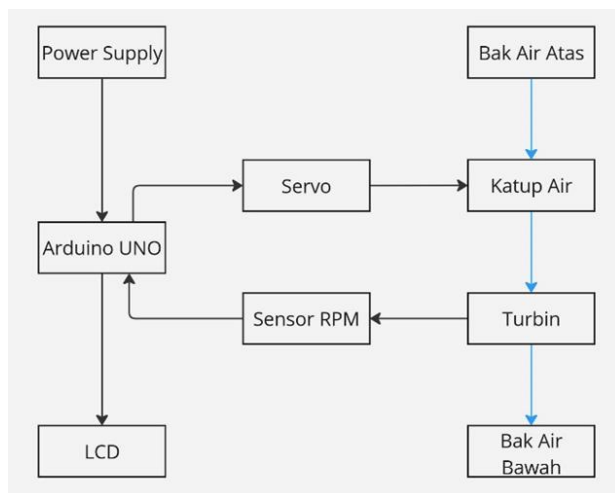 Power Supply
Bak Air Atas
Servo
Katup Air
Arduino UNO
Sensor RPM
Turbin
LCD
Bak Air
Bawah